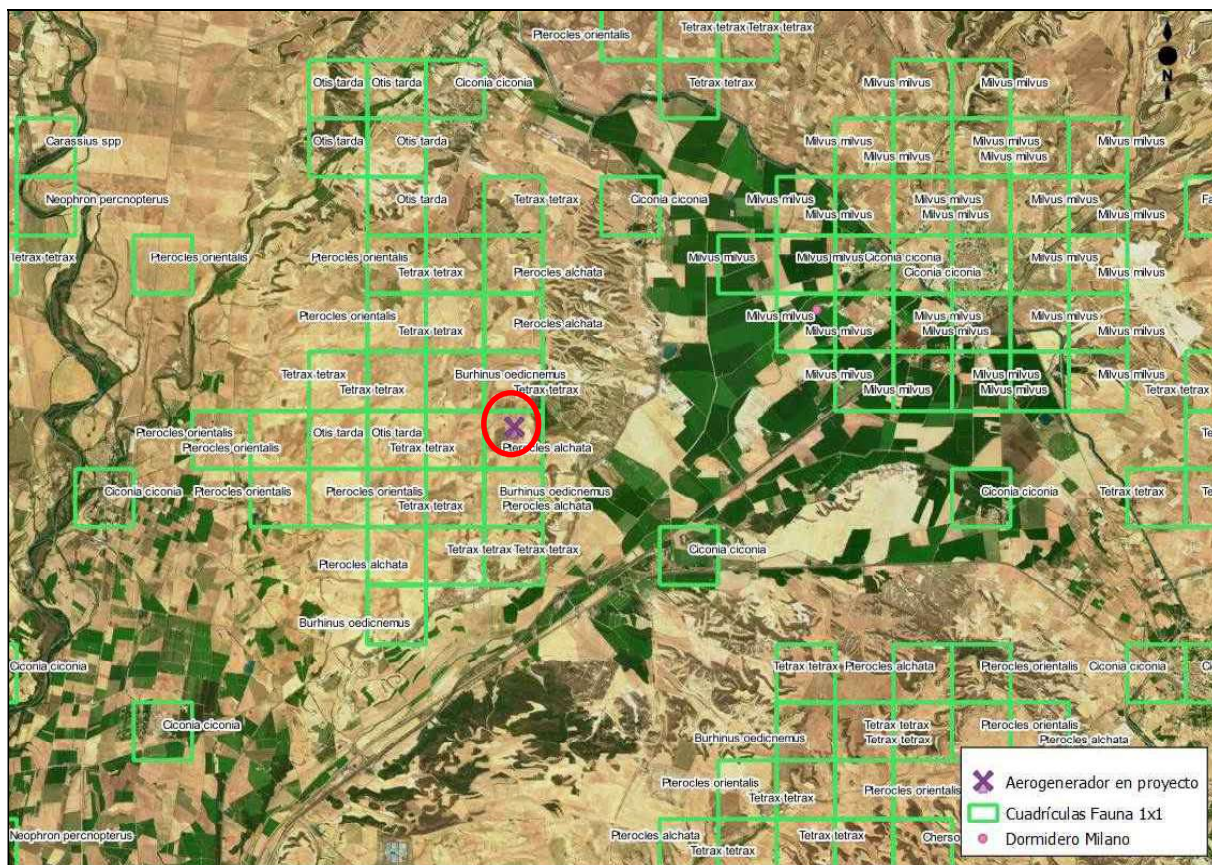 Pterocles orientalis
Tetrax tetrax Tetrax tetrax
Otis tarda Otis tarda Ciconia ciconia
Tetrax tetrax
Milvus milvus Milvus milvus
N
Carassius spp
Otis tarda
Milvus milvus Milvus milvus
Milvus milvus
Milvus milvus Milvus milvus
Neophron percnopterus
Otis tarda
Tetrax tetrax
Ciconia ciconia
Milvus milvus Milvus milvus
Fa
Milvus milvus Milvus milvus Milvus milvus Milvus milvus
Milvus milvus
Tetrax tetrax
Pterocles orientalis
Pterocles orientalis
Milvus milvus Milvus milvus Ciconia ciconia Milvus milvus
Tetrax tetrax Pterocles alchata
Ciconia ciconia
Milvus milvus
Pterocles orientalis
Pterocles alchata
Milvus milvus Milvus milvus Milvus milvus
Tetrax tetrax
Milvus milvus Milvus milvus Milvus milvus
Tetrax tetrax
Burhinus oedicnemus
Tetrax tetrax
Tetrax tetrax
Milvus milvus Milvus milvus
Tetrax tetrax
Pterocles orientalis
Otis tarda Otis tarda
Pterocles orientalis
Tetrax tetrax
Pterocles alchata
Te
Ciconia ciconia Pterocles orientalis Pterocles orientalis
Burhinus oedicnemus
Ciconia ciconia
Tetrax tetrax
Te
Tetrax tetrax
Pterocles alchata
Tetrax tetrax Tetrax tetrax
Ciconia ciconia
Pterocles alchata
Burhinus oedicnemus
Ciconia ciconia
Tetrax tetrax Pterocles alchata Pterocles orientalis Ciconia ciconia
Ci
Ciconia ciconia
Burhinus oedicnemus
Tetrax tetrax
Pterocles orientalis
Tetrax tetrax
Pterocles alchata
Pterocles orientalis
Pterocles orientalis
Tetrax tetrax
Neophron percnopterus
Pterocles alchata
Tetrax tetrax
Cherso
Aerogenerador en proyecto
Cuadrículas Fauna 1x1
Dormidero Milano